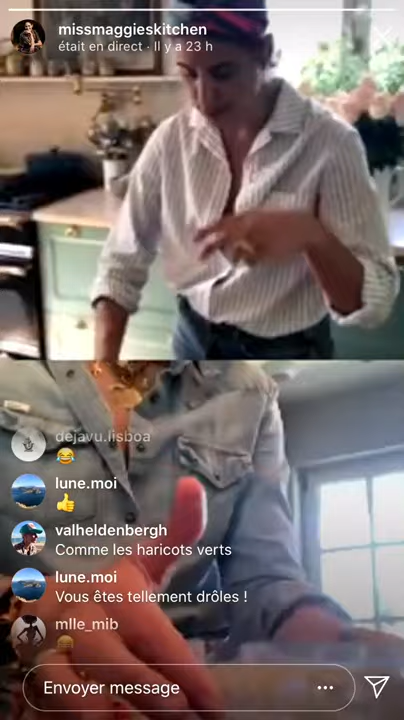 missmaggieskitchen
était en direct · Il y a 23 h
dejavu.lisboa
😂
lune.moi
👍
valheldenbergh
Comme les haricots verts
lune.moi
Vous êtes tellement drôles !
mlle_mib
Envoyer message